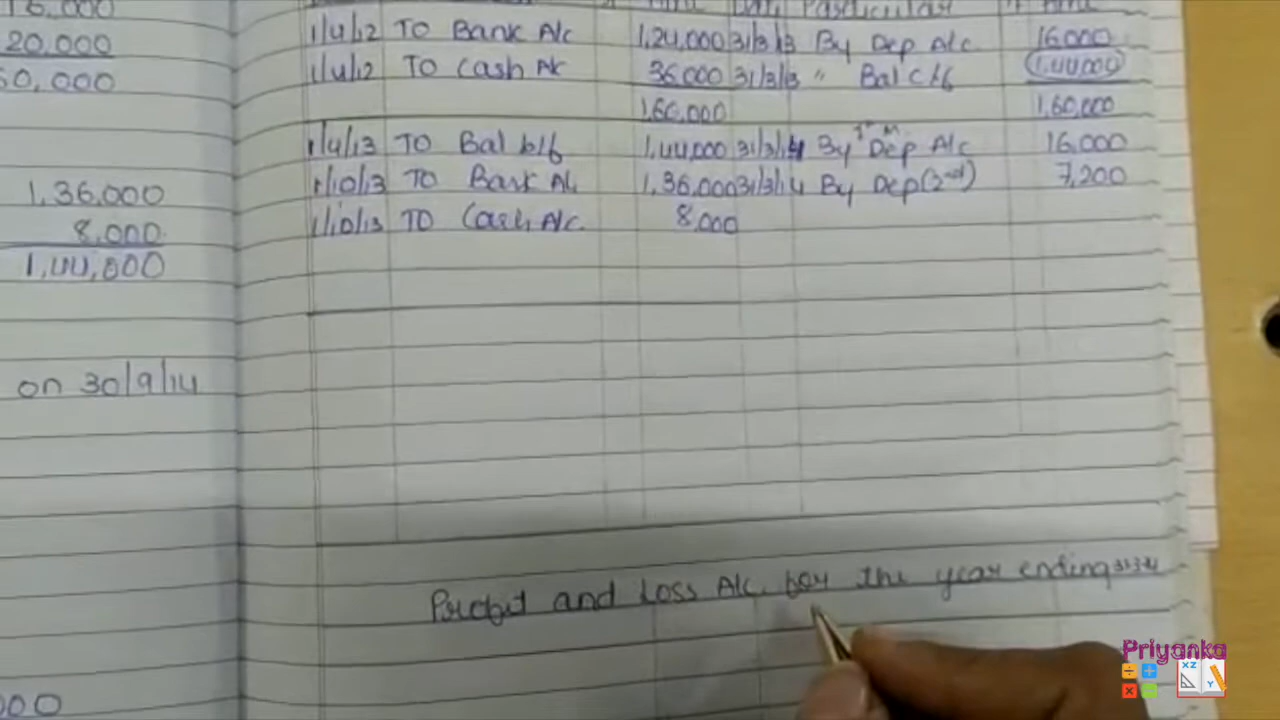 16,000
20,000
50,000
1,36,000
8,000
1,44,000
on 30/9/14
000
Particular
1/4/12 TO Bank A/c 1,24,000 31/3/13 By Dep A/c 16,000
1/4/12 TO Cash A/c 36,000 31/3/13 " Bal c/f 1,44,000
1,60,000 1,60,000
1/4/13 TO Bal b/f 1,44,000 31/3/14 By Dep A/c 16,000
1/10/13 TO Bank A/c 1,36,000 31/3/14 By Dep (2nd) 7,200
1/10/13 TO Cash A/c. 8,000
Profit and Loss A/c. for the year ending
Priyanka